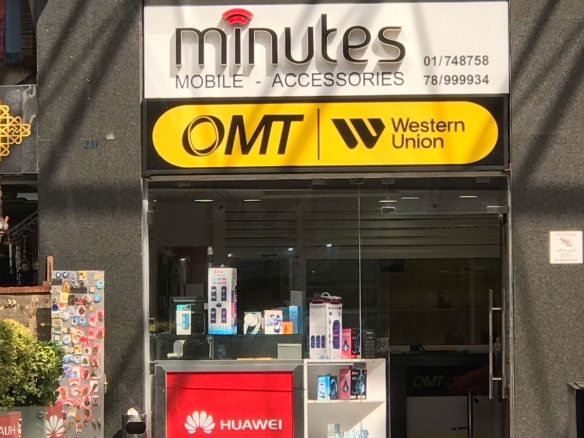 minutes
MOBILE - ACCESSORIES
01/748758
78/999934
OMT
Western
Union
HUAWEI
OMT